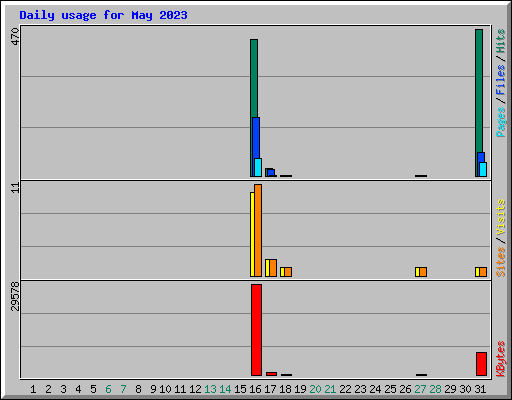 Daily usage for May 2023
470
Pages / Files / Hits
11
Sites / Visits
29578
KBytes
1 2 3 4 5 6 7 8 9 10 11 12 13 14 15 16 17 18 19 20 21 22 23 24 25 26 27 28 29 30 31